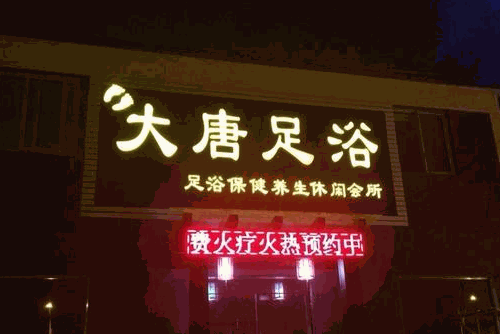 大唐足浴
足浴保健养生休闲会所
费火疗火热预约中